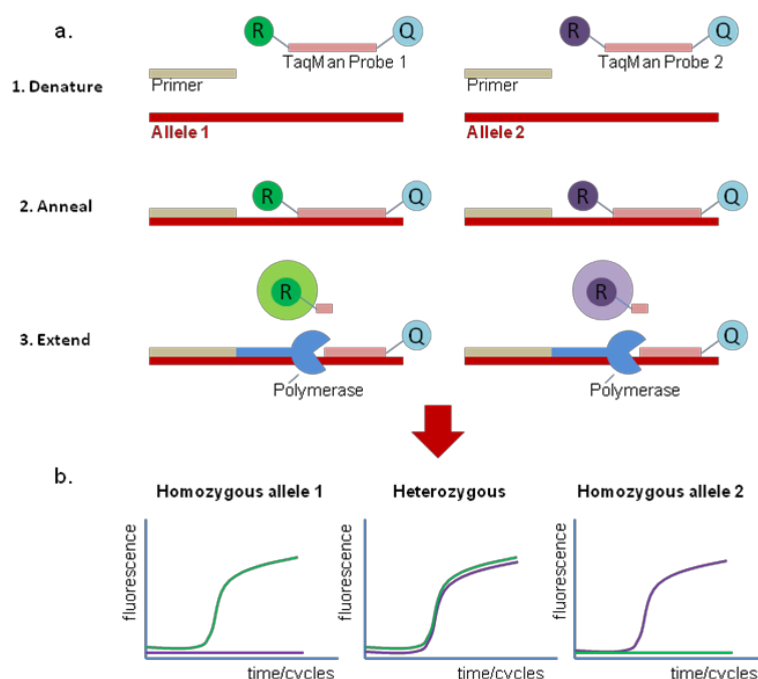 a.
R Q R Q
TaqMan Probe 1 TaqMan Probe 2
1. Denature Primer Primer
Allele 1 Allele 2
2. Anneal R Q R Q
R R
3. Extend Q Q
Polymerase Polymerase
b.
Homozygous allele 1 Heterozygous Homozygous allele 2
fluorescence fluorescence fluorescence
time/cycles time/cycles time/cycles